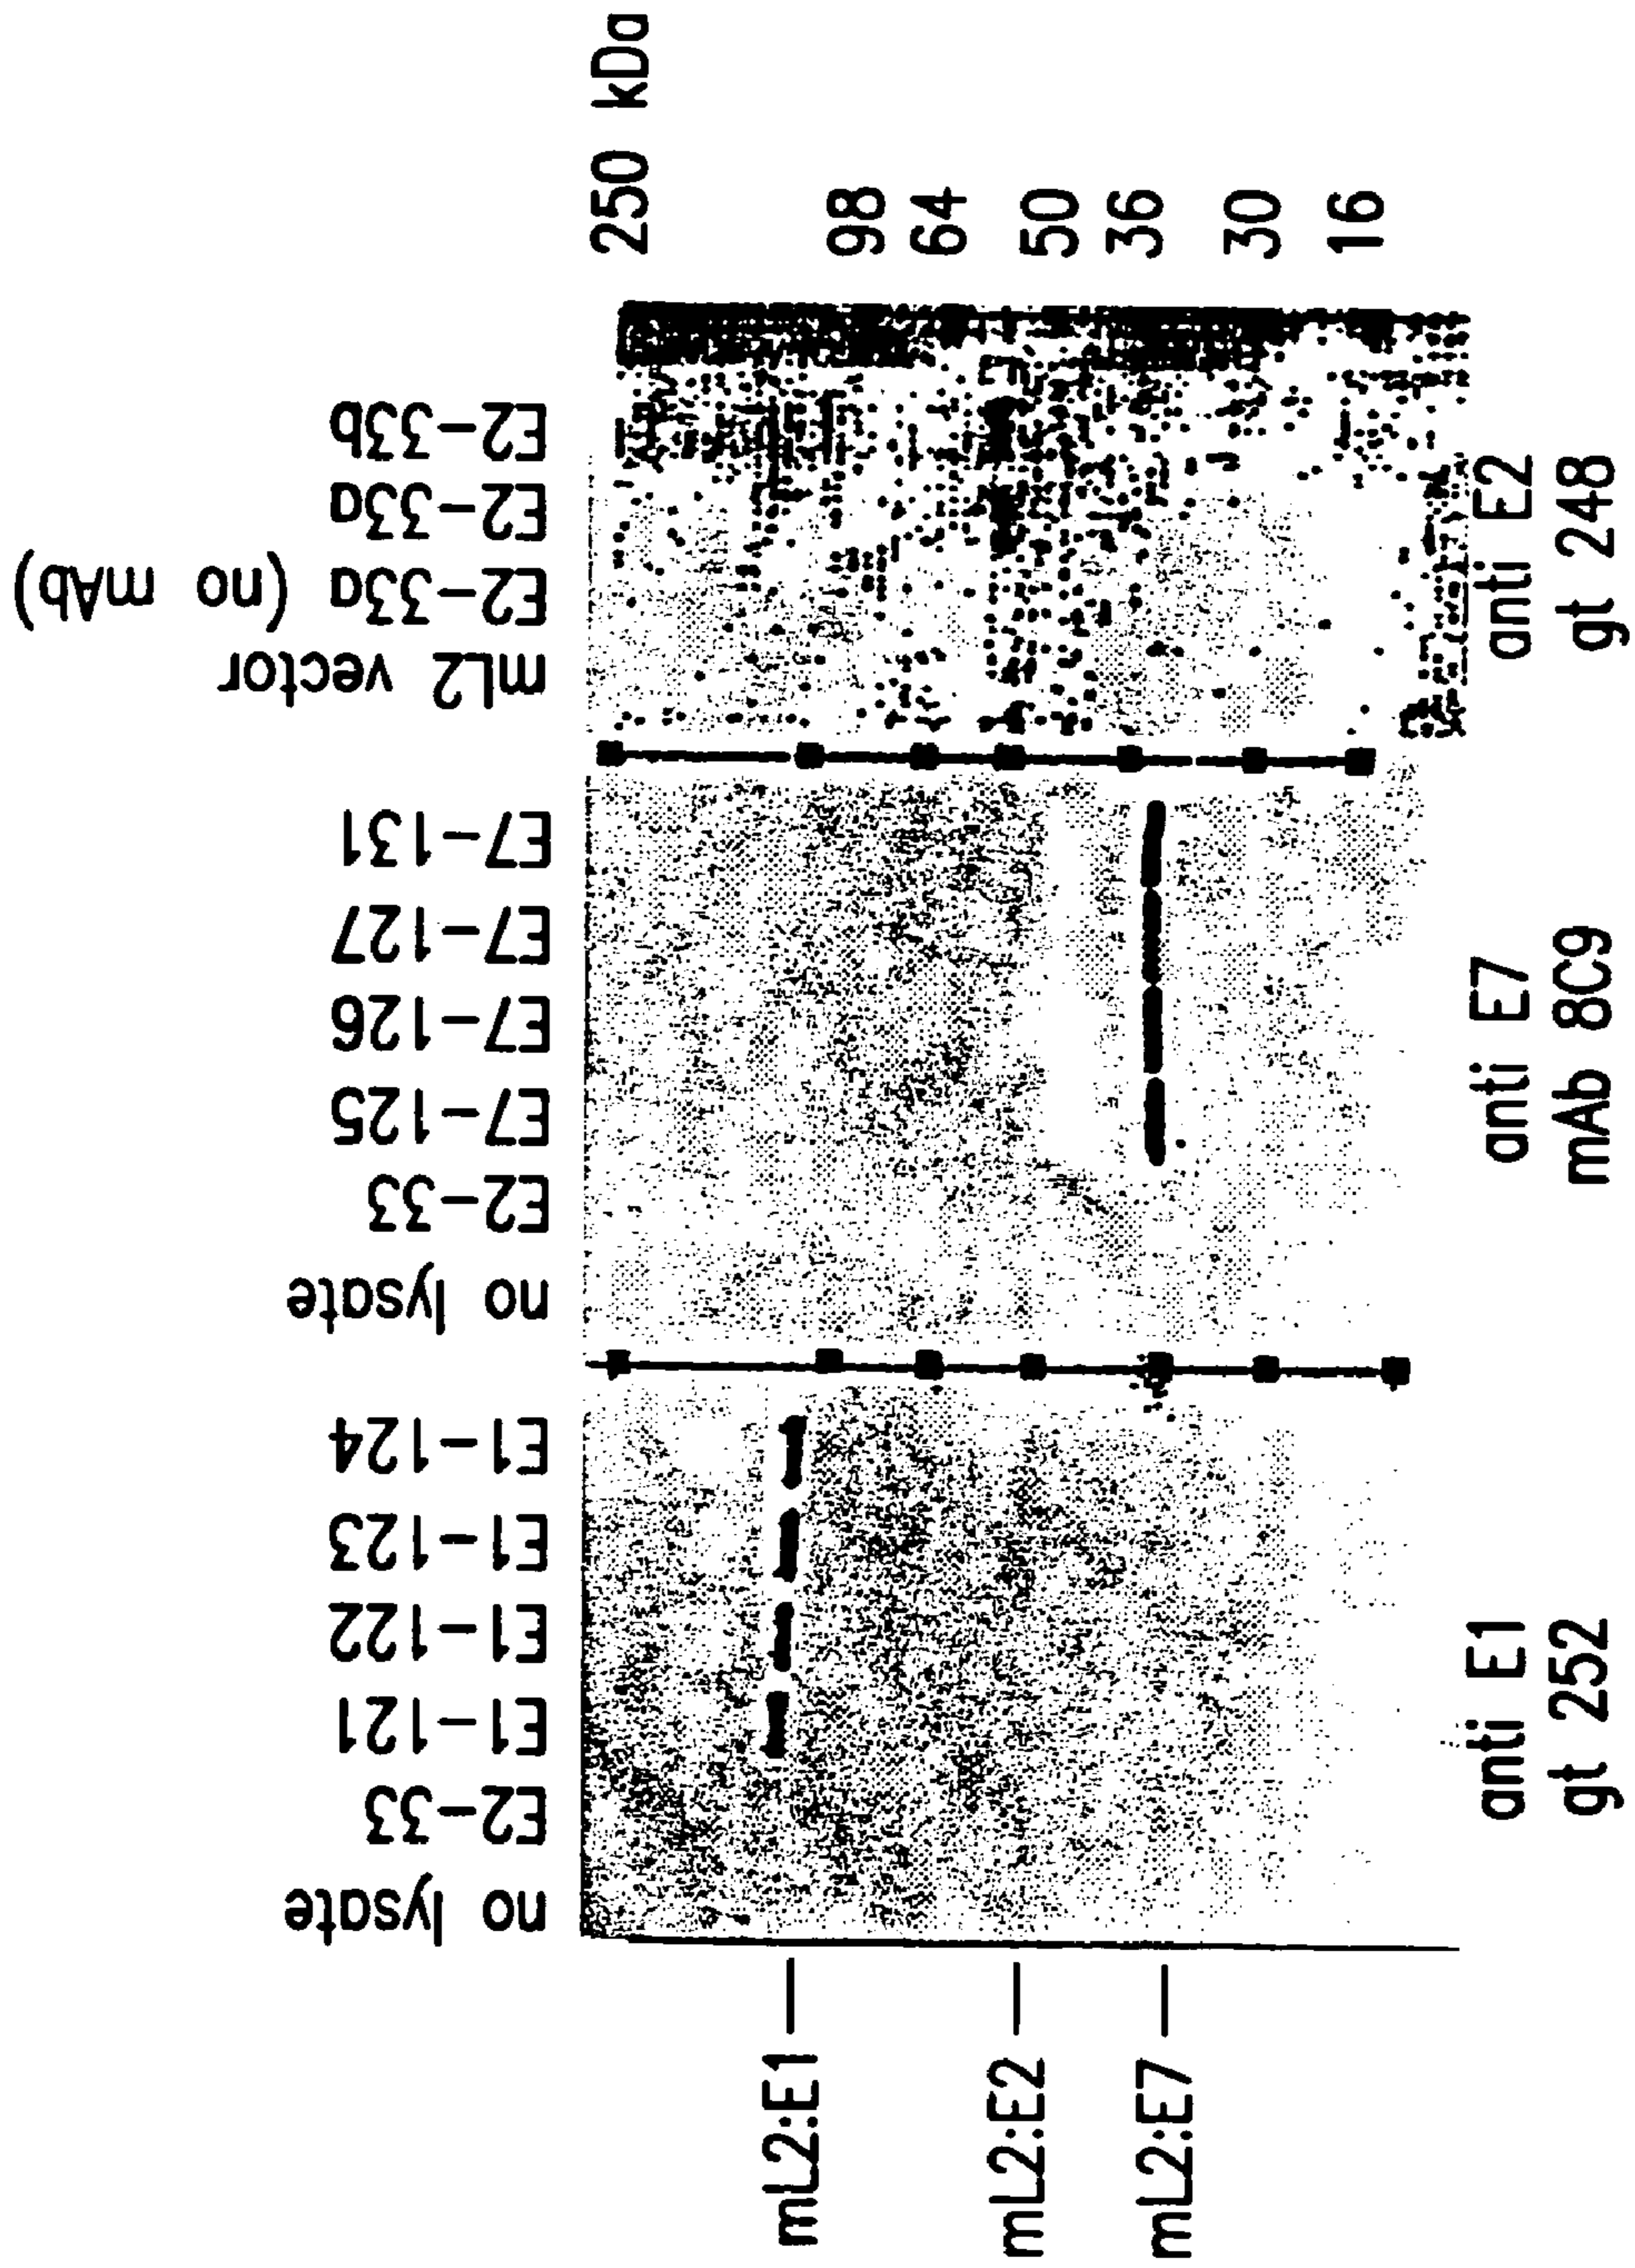 no lysate
E2-33
E1-121
E1-122
E1-123
E1-124
no lysate
E2-33
E7-125
E7-126
E7-127
E7-131
mL2 vector
E2-33a (no mAb)
E2-33a
E2-33b
250 kDa
98
64
50
36
30
16
mL2:E1
mL2:E2
mL2:E7
anti E1
gt 252
anti E7
mAb 8C9
anti E2
gt 248